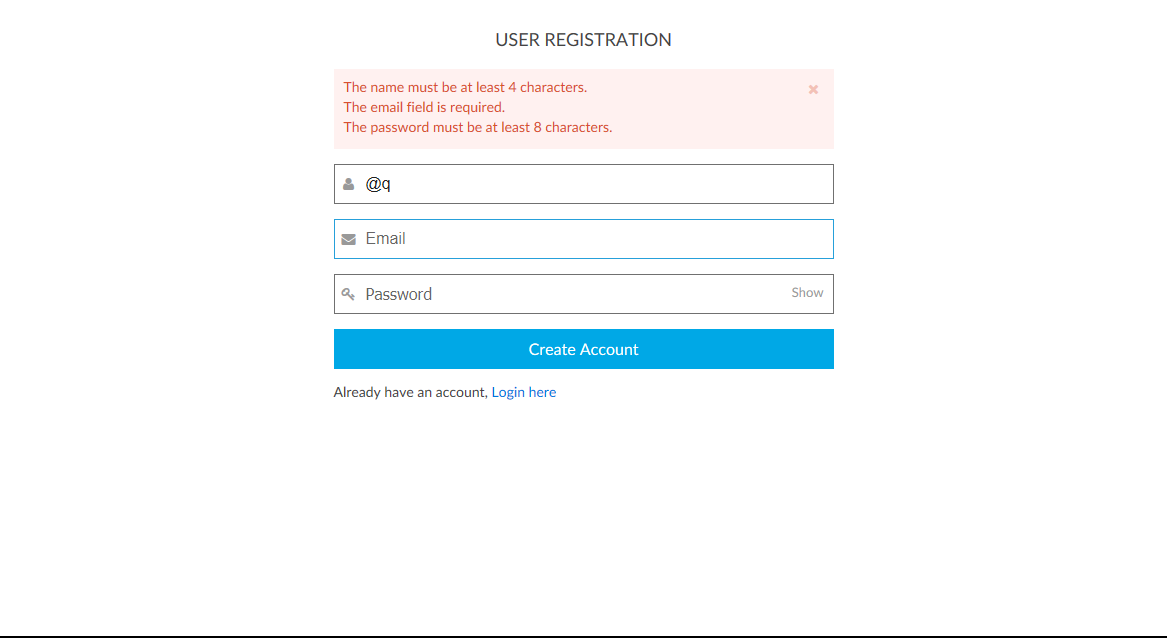 USER REGISTRATION
The name must be at least 4 characters.
The email field is required.
The password must be at least 8 characters.
@q
Email
Password Show
Create Account
Already have an account, Login here